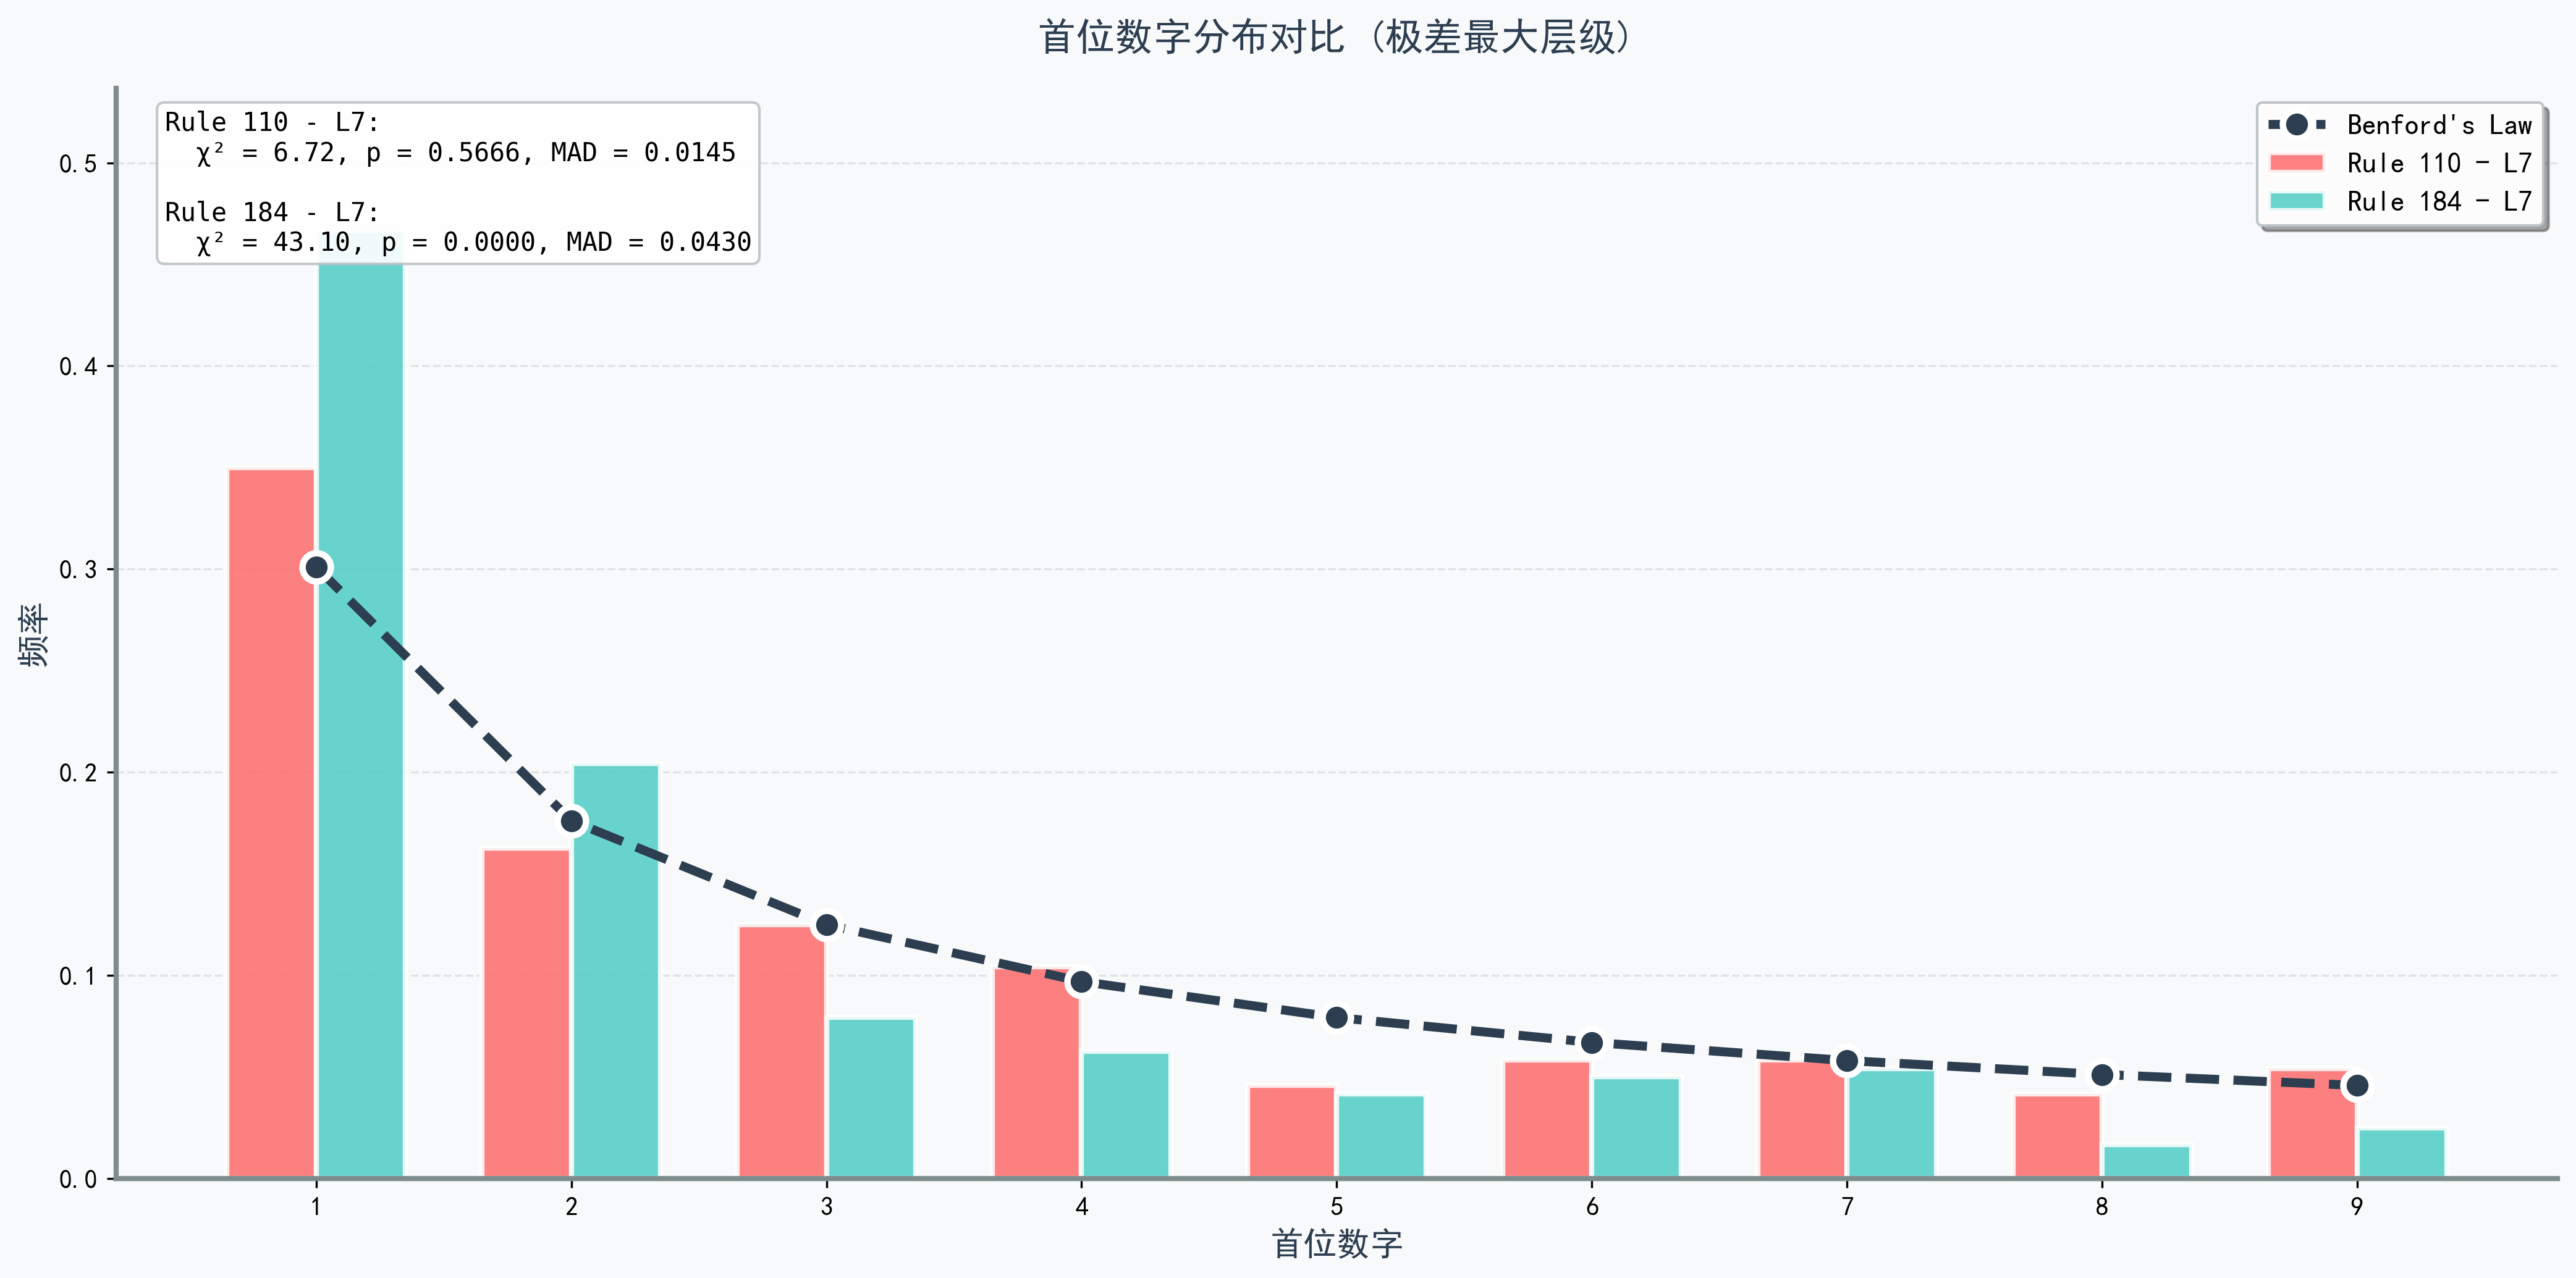 首位数字分布对比 (极差最大层级)
Rule 110 - L7:
χ² = 6.72, p = 0.5666, MAD = 0.0145
Rule 184 - L7:
χ² = 43.10, p = 0.0000, MAD = 0.0430
Benford's Law
Rule 110 - L7
Rule 184 - L7
频率
0.5
0.4
0.3
0.2
0.1
0.0
1 2 3 4 5 6 7 8 9
首位数字